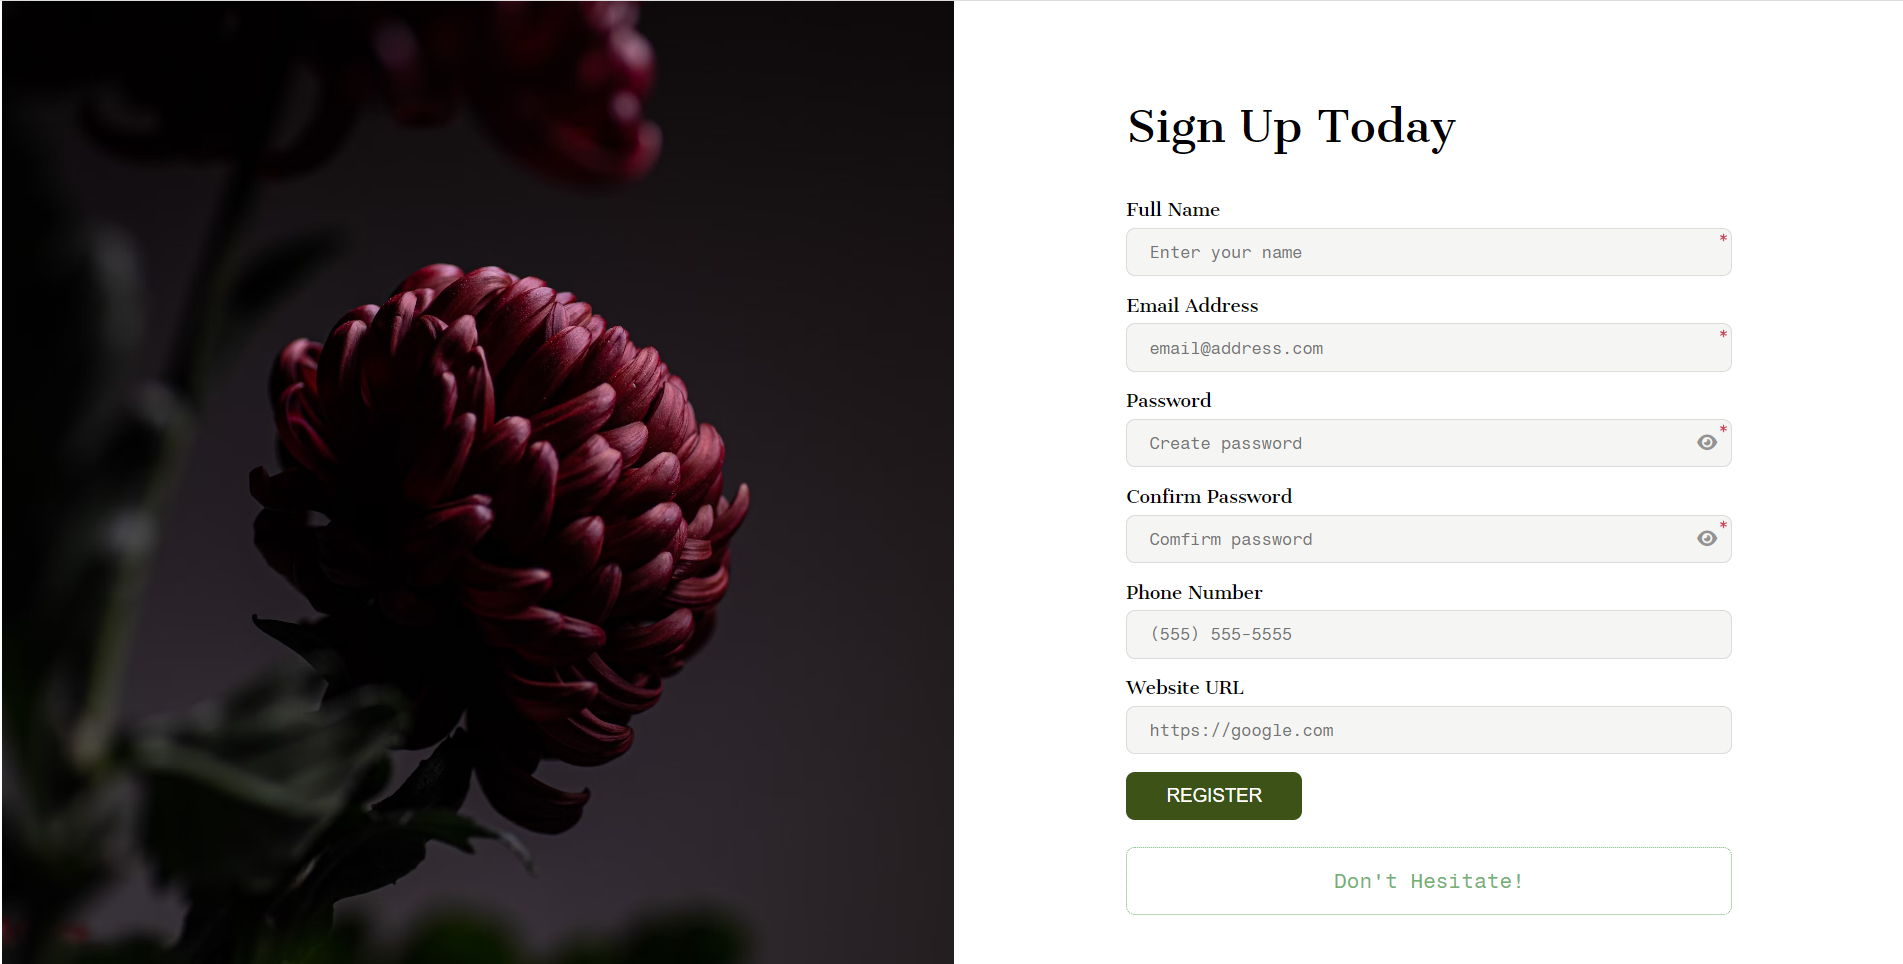 Sign Up Today
Full Name
Enter your name
*
Email Address
email@address.com
*
Password
Create password
*
Confirm Password
Comfirm password
*
Phone Number
(555) 555-5555
Website URL
https://google.com
REGISTER
Don't Hesitate!